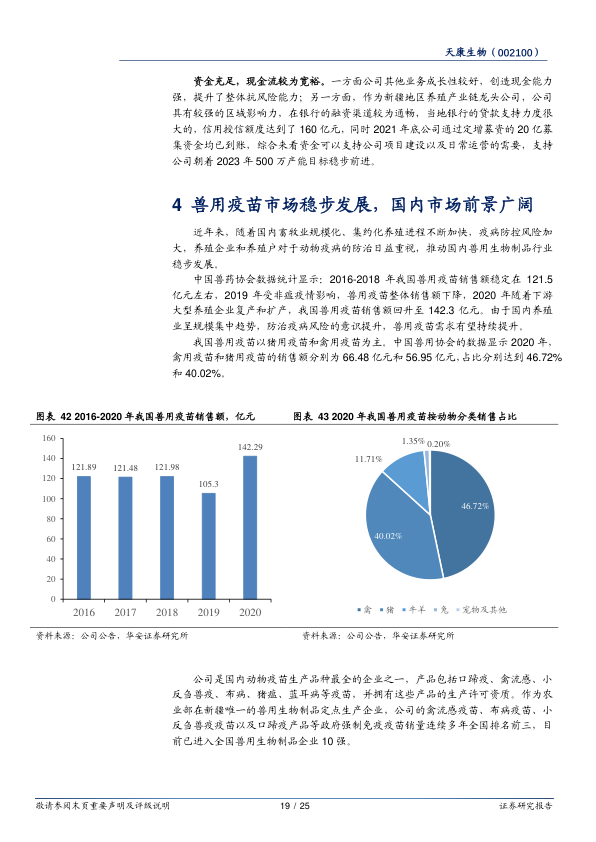 天康生物（002100）
资金充足，现金流较为宽裕。一方面公司其他业务成长性较好，创造现金能力
强，提升了整体抗风险能力；另一方面，作为新疆地区养殖产业链龙头公司，公司
具有较强的区域影响力，在银行的融资渠道较为通畅，当地银行的贷款支持力度很
大的，信用授信额度达到了 160 亿元，同时 2021 年底公司通过定增募资的 20 亿募
集资金均已到账，综合来看资金可以支持公司项目建设以及日常运营的需要，支持
公司朝着 2023 年 500 万产能目标稳步前进。
4 兽用疫苗市场稳步发展，国内市场前景广阔
近年来，随着国内畜牧业规模化、集约化养殖进程不断加快，疫病防控风险加
大，养殖企业和养殖户对于动物疫病的防治日益重视，推动国内兽用生物制品行业
稳步发展。
中国兽药协会数据统计显示：2016-2018 年我国兽用疫苗销售额稳定在 121.5
亿元左右，2019 年受非瘟疫情影响，兽用疫苗整体销售额下降，2020 年随着下游
大型养殖企业复产和扩产，我国兽用疫苗销售额回升至 142.3 亿元。由于国内养殖
业呈规模集中趋势，防治疫病风险的意识提升，兽用疫苗需求有望持续提升。
我国兽用疫苗以猪用疫苗和禽用疫苗为主。中国兽用协会的数据显示 2020 年，
禽用疫苗和猪用疫苗的销售额分别为 66.48 亿元和 56.95 亿元，占比分别达到 46.72%
和 40.02%。
图表 42 2016-2020 年我国兽用疫苗销售额，亿元
160
140
120
100
80
60
40
20
0
121.89
121.48
121.98
105.3
142.29
2016
2017
2018
2019
2020
资料来源：公司公告，华安证券研究所
图表 43 2020 年我国兽用疫苗按动物分类销售占比
1.35%
0.20%
11.71%
46.72%
40.02%
禽 猪 牛羊 兔 宠物及其他
资料来源：公司公告，华安证券研究所
公司是国内动物疫苗生产品种最全的企业之一，产品包括口蹄疫、禽流感、小
反刍兽疫、布病、猪瘟、蓝耳病等疫苗，并拥有这些产品的生产许可资质。作为农
业部在新疆唯一的兽用生物制品定点生产企业，公司的禽流感疫苗、布病疫苗、小
反刍兽疫疫苗以及口蹄疫产品等政府强制免疫疫苗销量连续多年全国排名前三，目
前已进入全国兽用生物制品企业 10 强。
敬请参阅末页重要声明及评级说明
19 / 25
证券研究报告